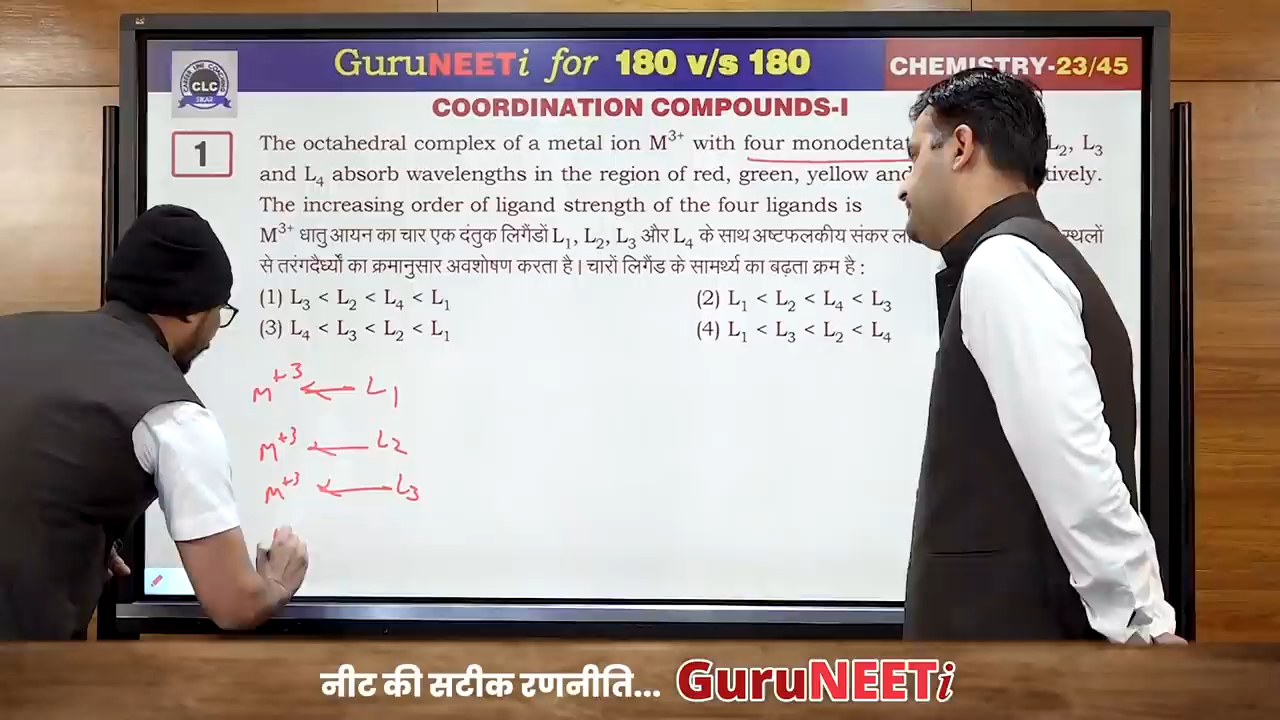 GuruNEETi for 180 v/s 180
CHEMISTRY-23/45
CLC
SIKAR
COORDINATION COMPOUNDS-I
1
The octahedral complex of a metal ion M³⁺ with four L₂, L₃
and L₄ absorb wavelengths in the region of red, green, yellow
The increasing order of ligand strength of the four ligands is
M³⁺ धातु आयन का चार एक दंतुक लिगैंडों L₁, L₂, L₃ और L₄ के साथ अष्टफलकीय संकर
से तरंगदैर्ध्यों का क्रमानुसार अवशोषण करता है। चारों लिगैंड के सामर्थ्य का बढ़ता क्रम है :
(1) L₃ < L₂ < L₄ < L₁
(2) L₁ < L₂ < L₄ < L₃
(3) L₄ < L₃ < L₂ < L₁
(4) L₁ < L₃ < L₂ < L₄
M⁺³ ← L₁
M⁺³ ← L₂
M⁺³ ← L₃
नीट की सटीक रणनीति... GuruNEETi